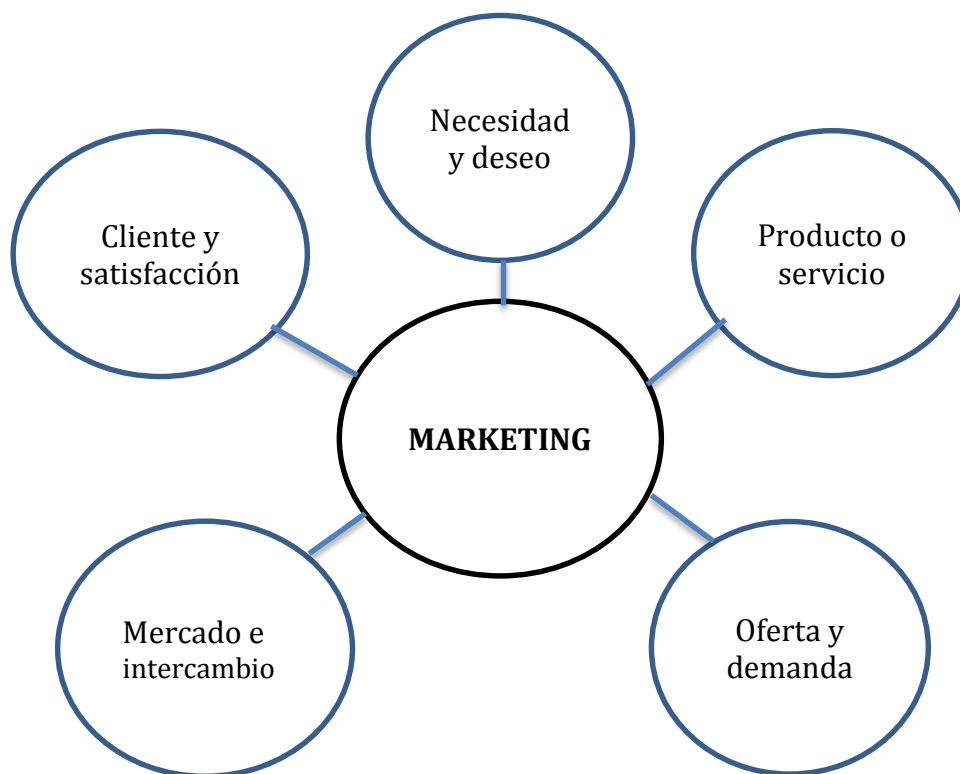 Necesidad
y deseo
Cliente y
satisfacción
Producto o
servicio
MARKETING
Mercado e
intercambio
Oferta y
demanda